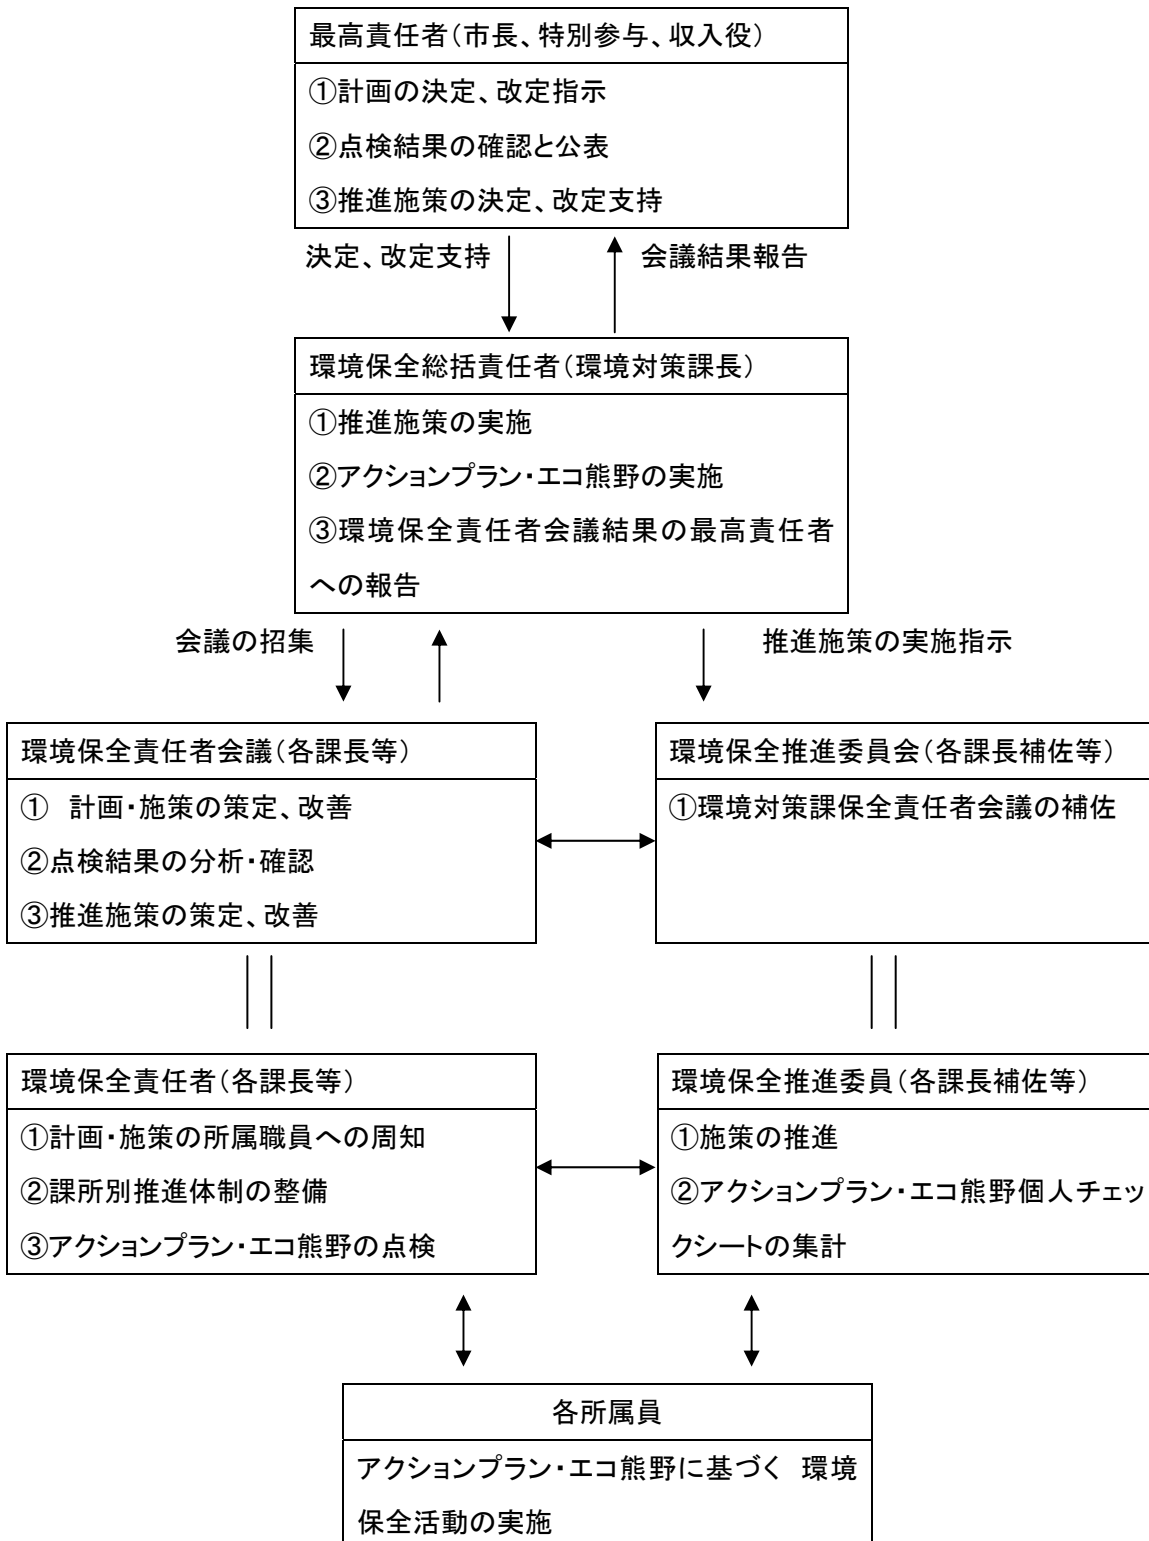 最高責任者（市長、特別参与、収入役）
①計画の決定、改定指示
②点検結果の確認と公表
③推進施策の決定、改定支持
決定、改定支持
会議結果報告
環境保全総括責任者（環境対策課長）
①推進施策の実施
②アクションプラン・エコ熊野の実施
③環境保全責任者会議結果の最高責任者
への報告
会議の招集
推進施策の実施指示
環境保全責任者会議（各課長等）
①　計画・施策の策定、改善
②点検結果の分析・確認
③推進施策の策定、改善
環境保全推進委員会（各課長補佐等）
①環境対策課保全責任者会議の補佐
環境保全責任者（各課長等）
①計画・施策の所属職員への周知
②課所別推進体制の整備
③アクションプラン・エコ熊野の点検
環境保全推進委員（各課長補佐等）
①施策の推進
②アクションプラン・エコ熊野個人チェッ
クシートの集計
各所属員
アクションプラン・エコ熊野に基づく 環境
保全活動の実施